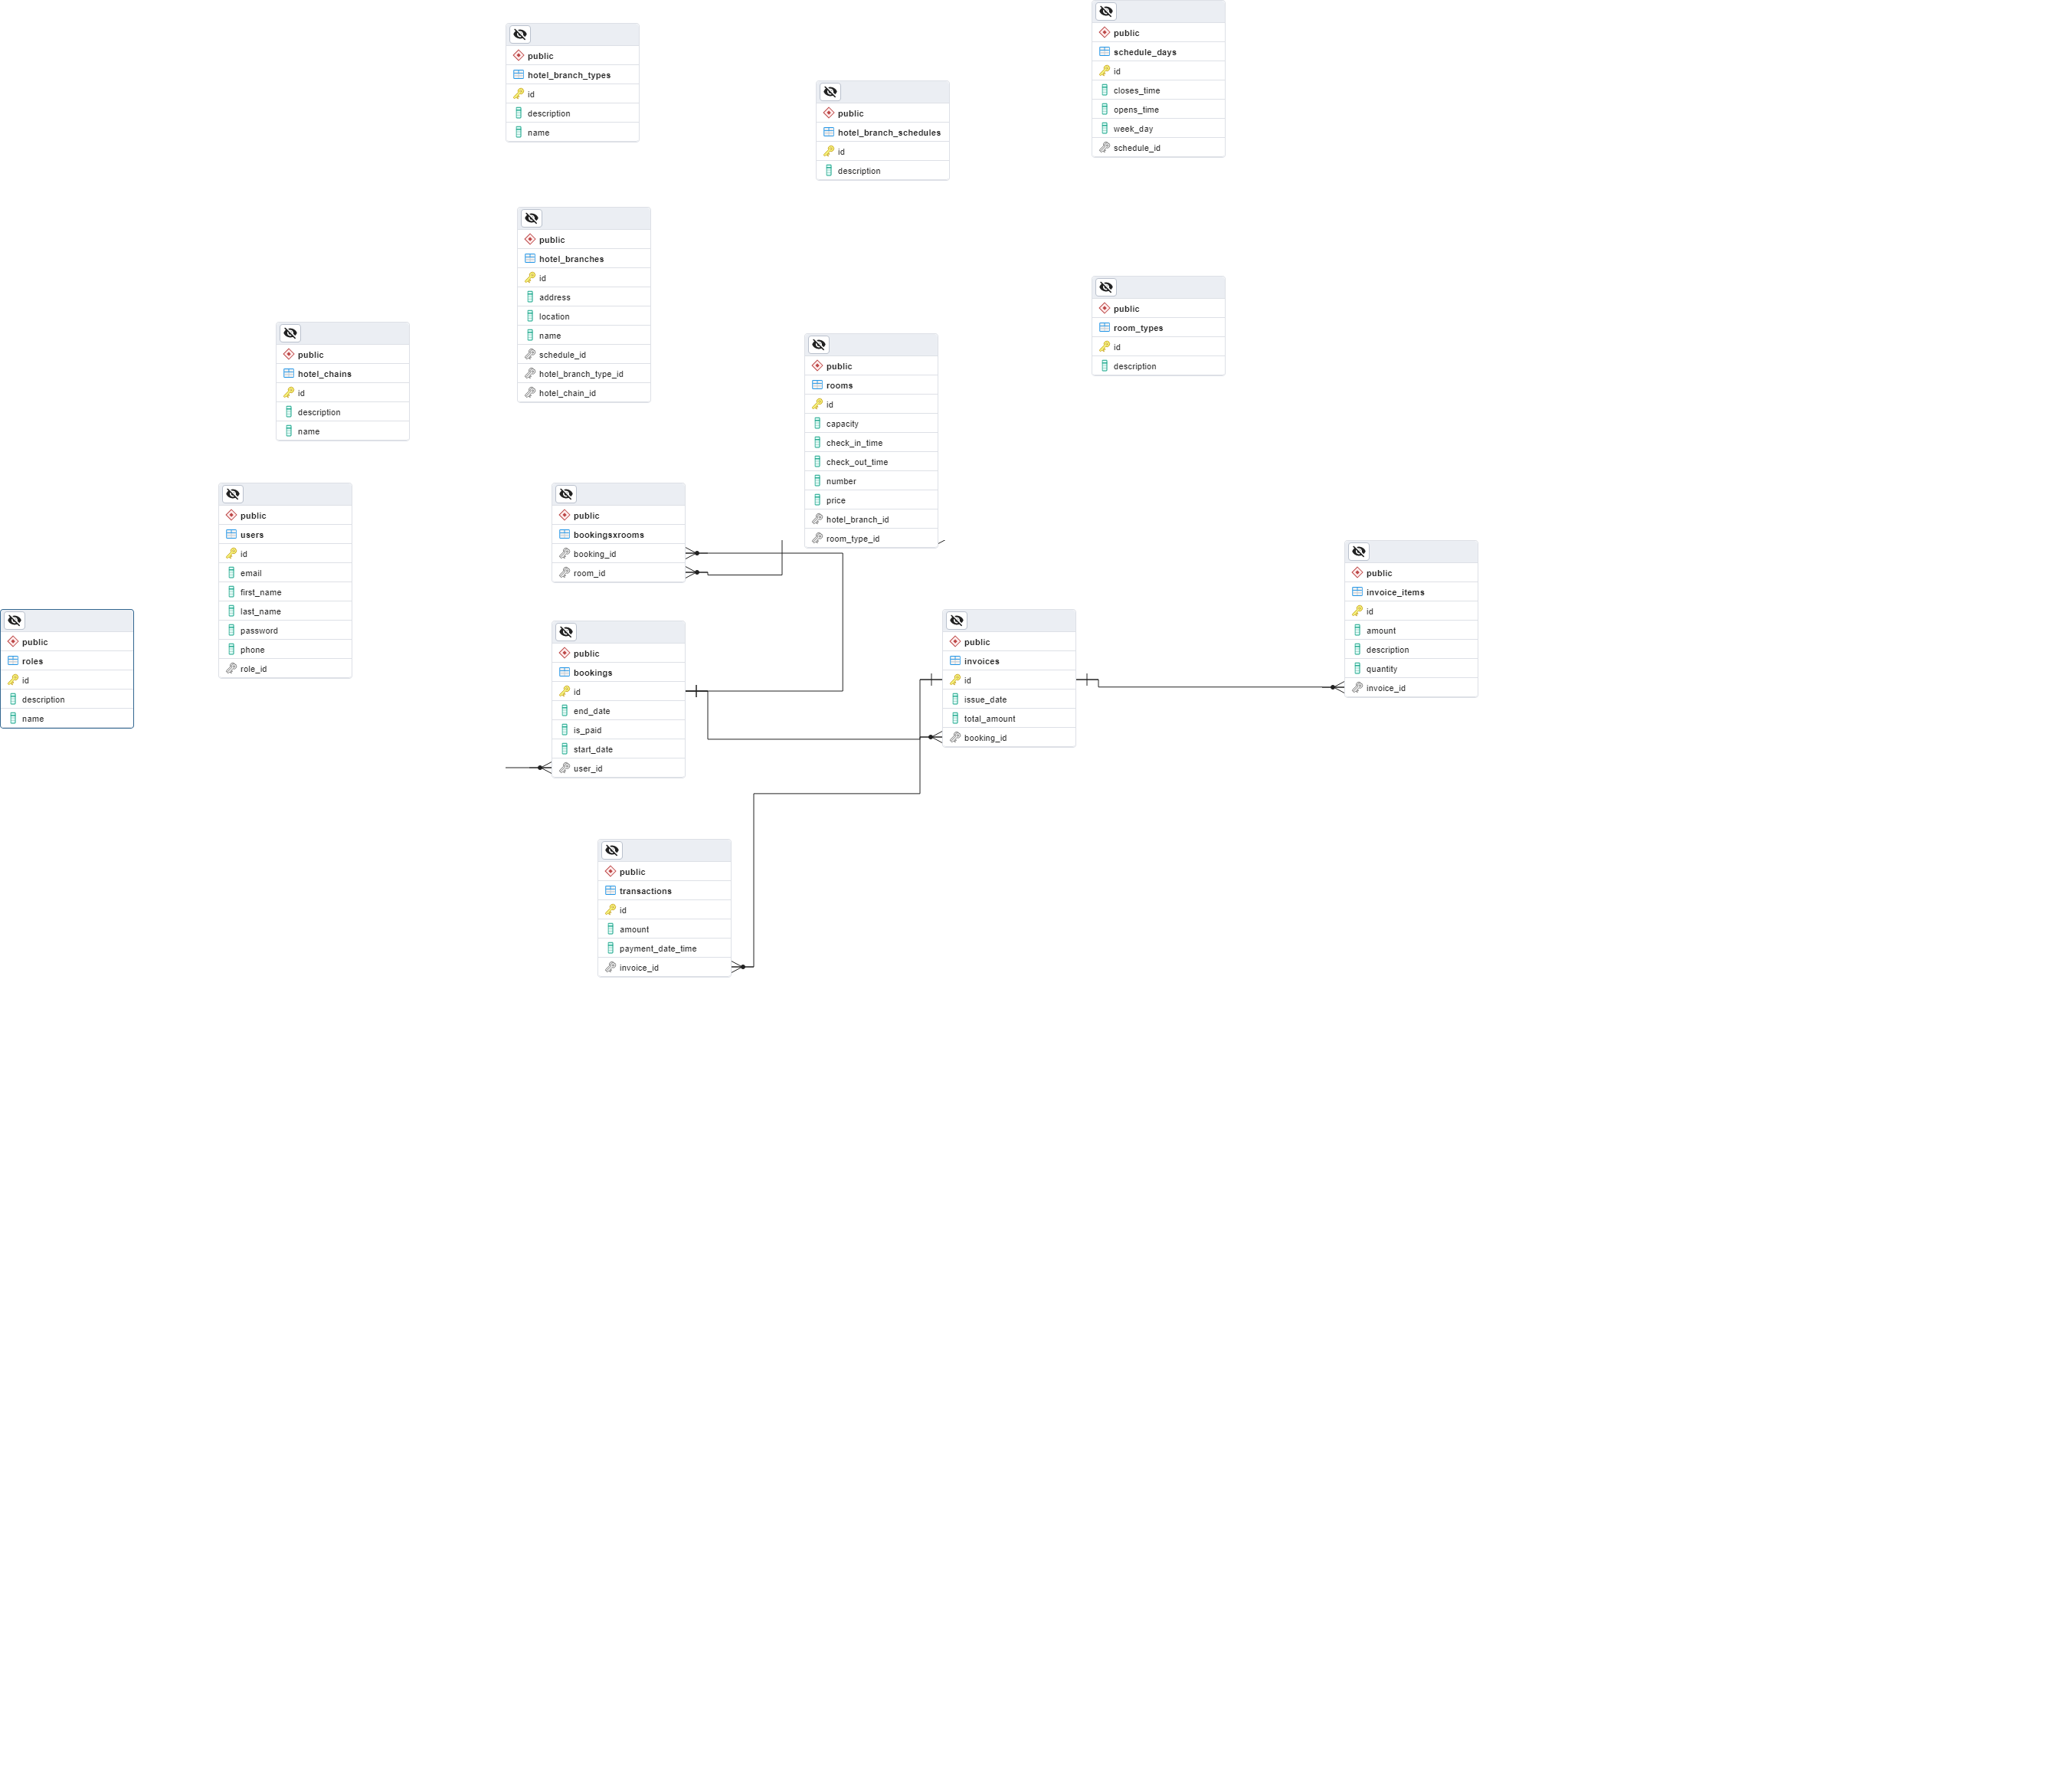 public
hotel_branch_types
id
description
name
public
hotel_branch_schedules
id
description
public
schedule_days
id
closes_time
opens_time
week_day
schedule_id
public
hotel_branches
id
address
location
name
schedule_id
hotel_branch_type_id
hotel_chain_id
public
room_types
id
description
public
hotel_chains
id
description
name
public
rooms
id
capacity
check_in_time
check_out_time
number
price
hotel_branch_id
room_type_id
public
users
id
email
first_name
last_name
password
phone
role_id
public
bookingsxrooms
booking_id
room_id
public
invoice_items
id
amount
description
quantity
invoice_id
public
roles
id
description
name
public
bookings
id
end_date
is_paid
start_date
user_id
public
invoices
id
issue_date
total_amount
booking_id
public
transactions
id
amount
payment_date_time
invoice_id